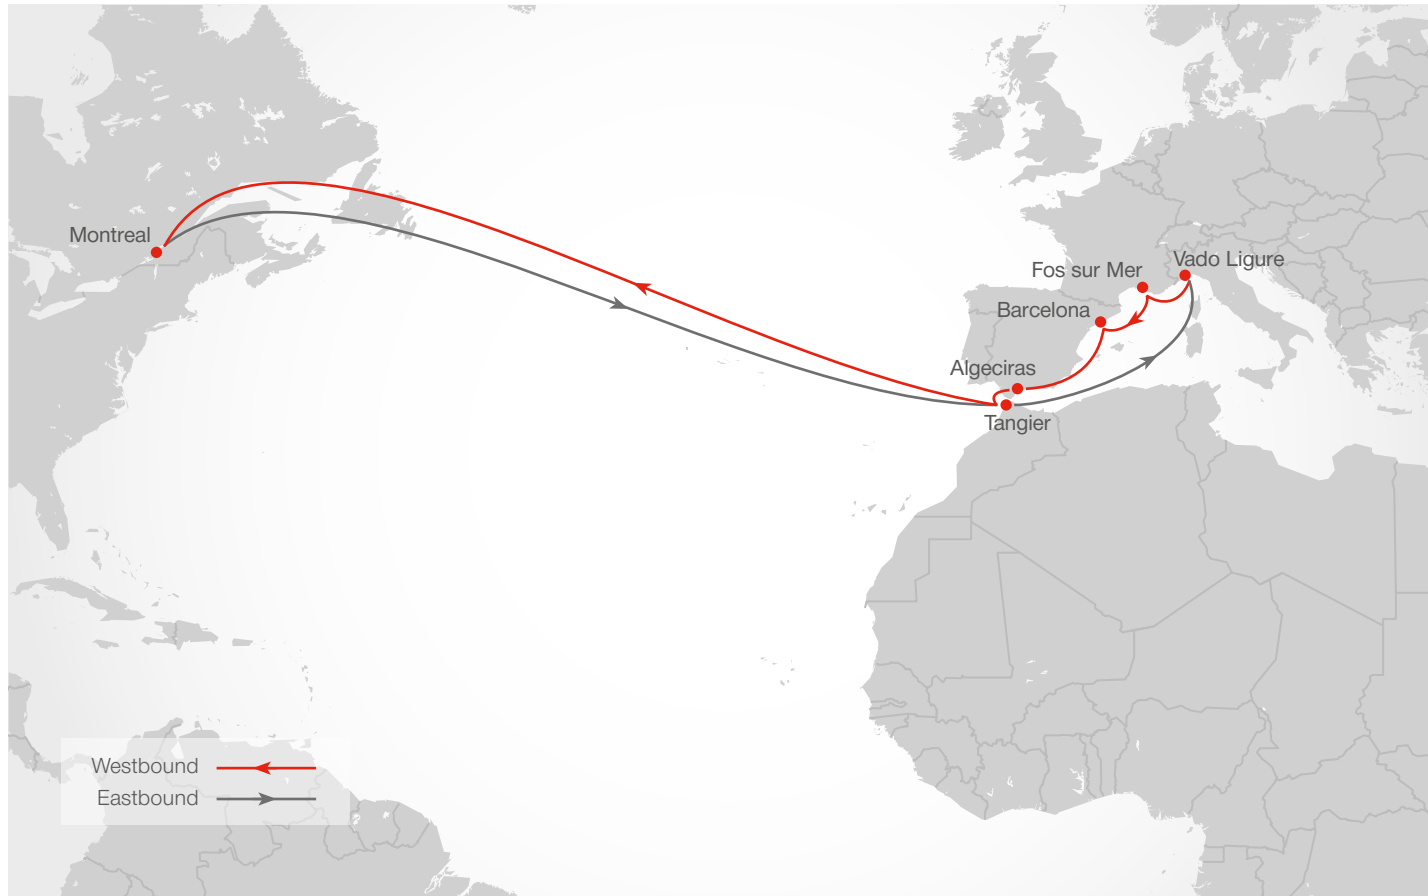 Montreal
Vado Ligure
Fos sur Mer
Barcelona
Algeciras
Tangier
Westbound
Eastbound